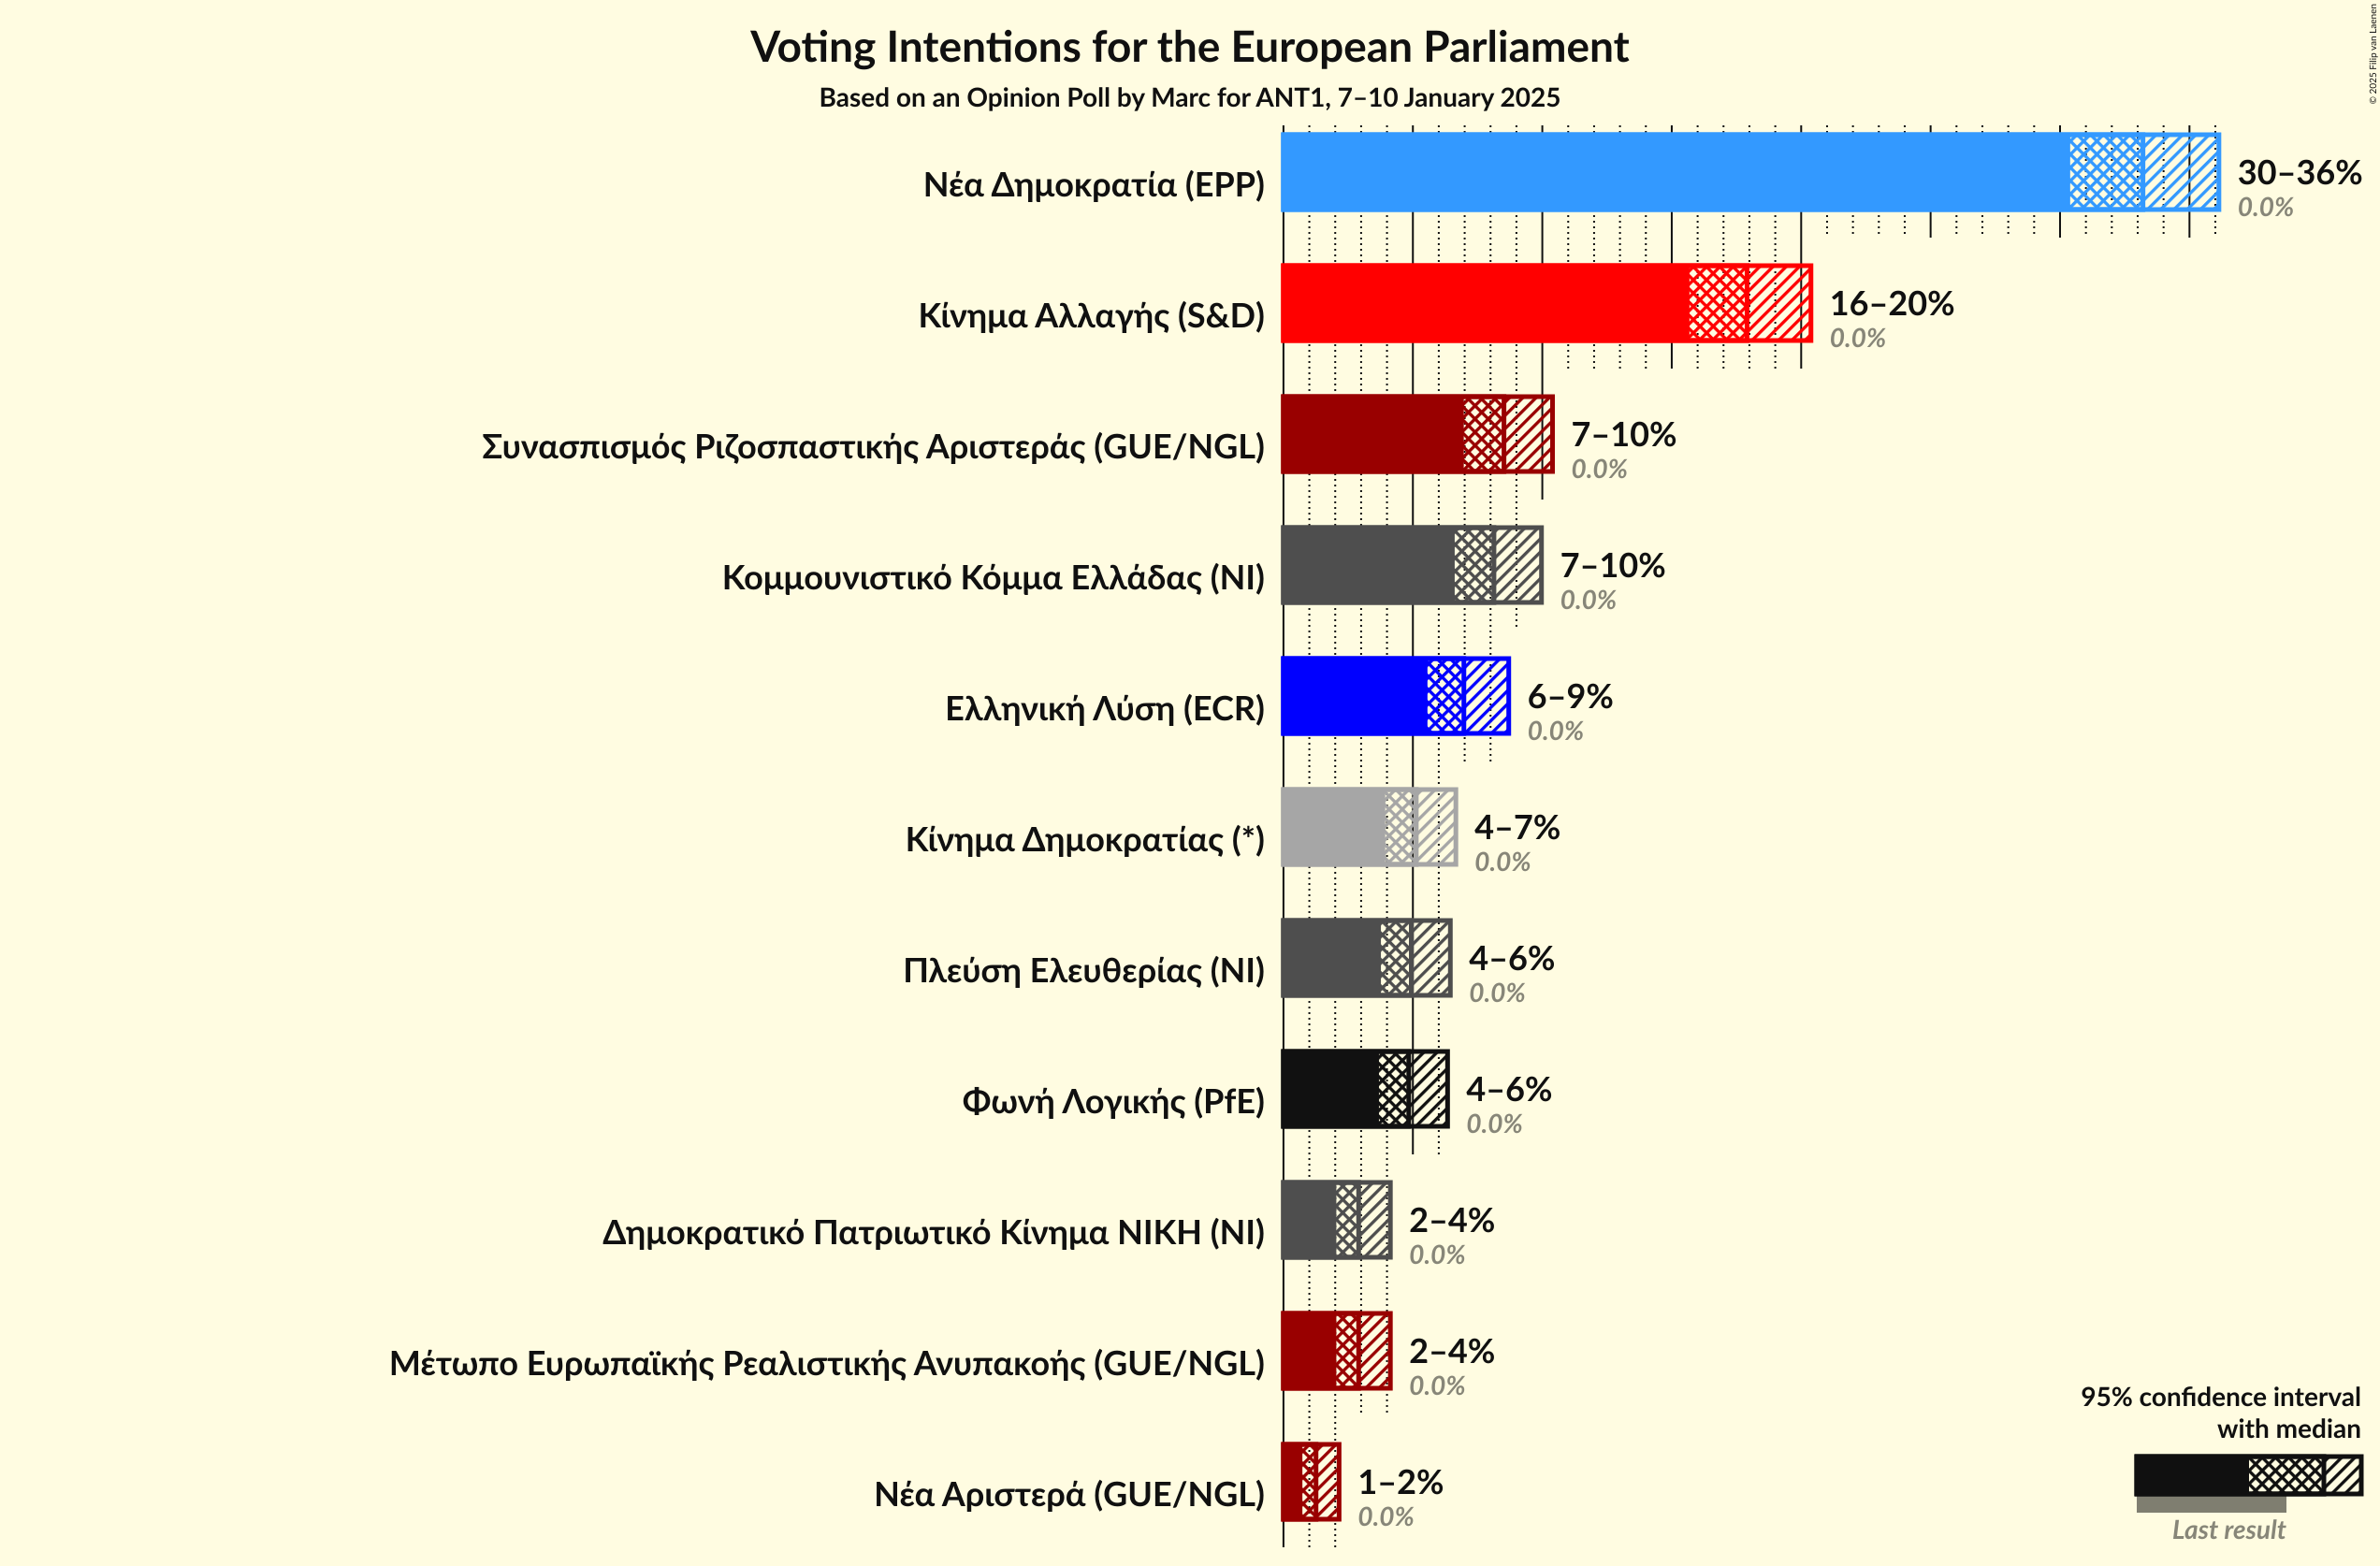 Voting Intentions for the European Parliament
Based on an Opinion Poll by Marc for ANT1, 7–10 January 2025
© 2025 Filip van Laenen
Νέα Δημοκρατία (EPP)
30–36%
0.0%
Κίνημα Αλλαγής (S&D)
16–20%
0.0%
Συνασπισμός Ριζοσπαστικής Αριστεράς (GUE/NGL)
7–10%
0.0%
Κομμουνιστικό Κόμμα Ελλάδας (NI)
7–10%
0.0%
Ελληνική Λύση (ECR)
6–9%
0.0%
Κίνημα Δημοκρατίας (*)
4–7%
0.0%
Πλεύση Ελευθερίας (NI)
4–6%
0.0%
Φωνή Λογικής (PfE)
4–6%
0.0%
Δημοκρατικό Πατριωτικό Κίνημα ΝΙΚΗ (NI)
2–4%
0.0%
Μέτωπο Ευρωπαϊκής Ρεαλιστικής Ανυπακοής (GUE/NGL)
2–4%
0.0%
Νέα Αριστερά (GUE/NGL)
1–2%
0.0%
95% confidence interval
with median
Last result